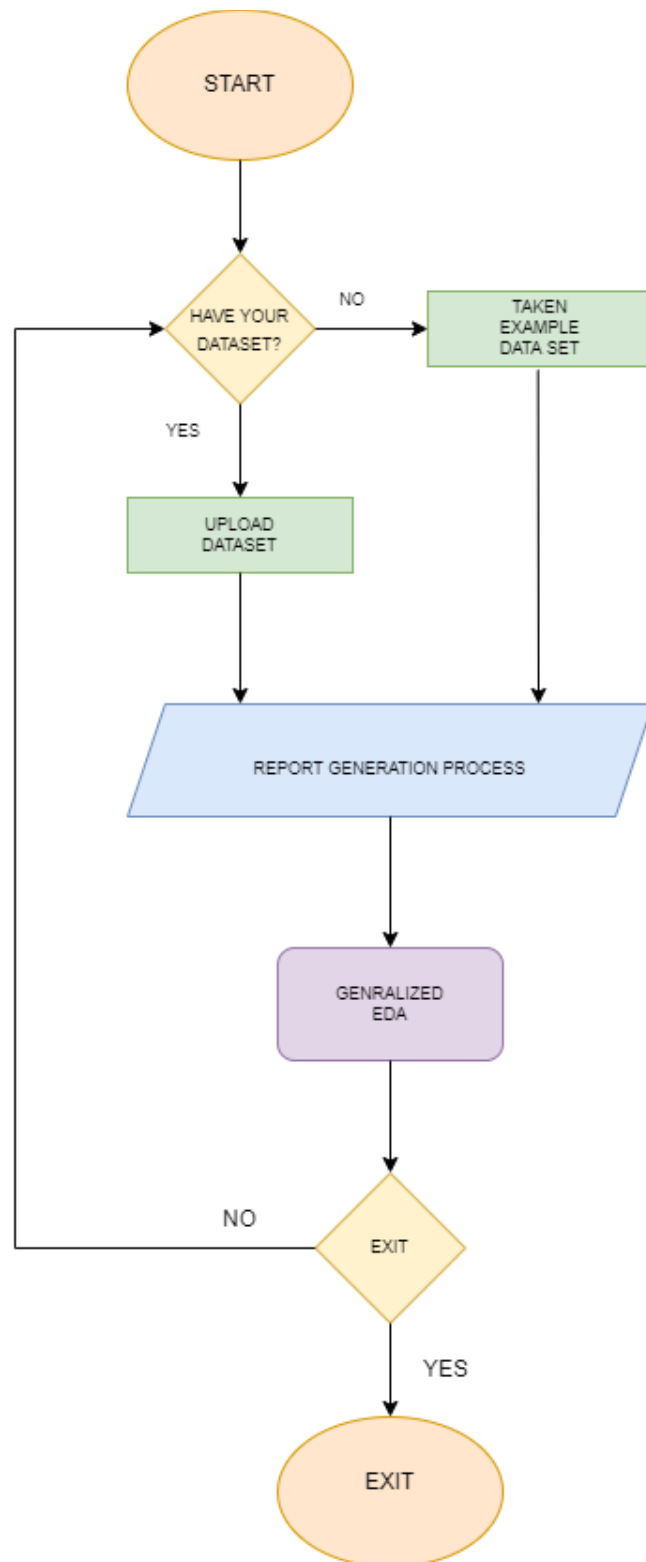 START
HAVE YOUR
DATASET?
NO
TAKEN
EXAMPLE
DATA SET
YES
UPLOAD
DATASET
REPORT GENERATION PROCESS
GENRALIZED
EDA
NO
EXIT
YES
EXIT